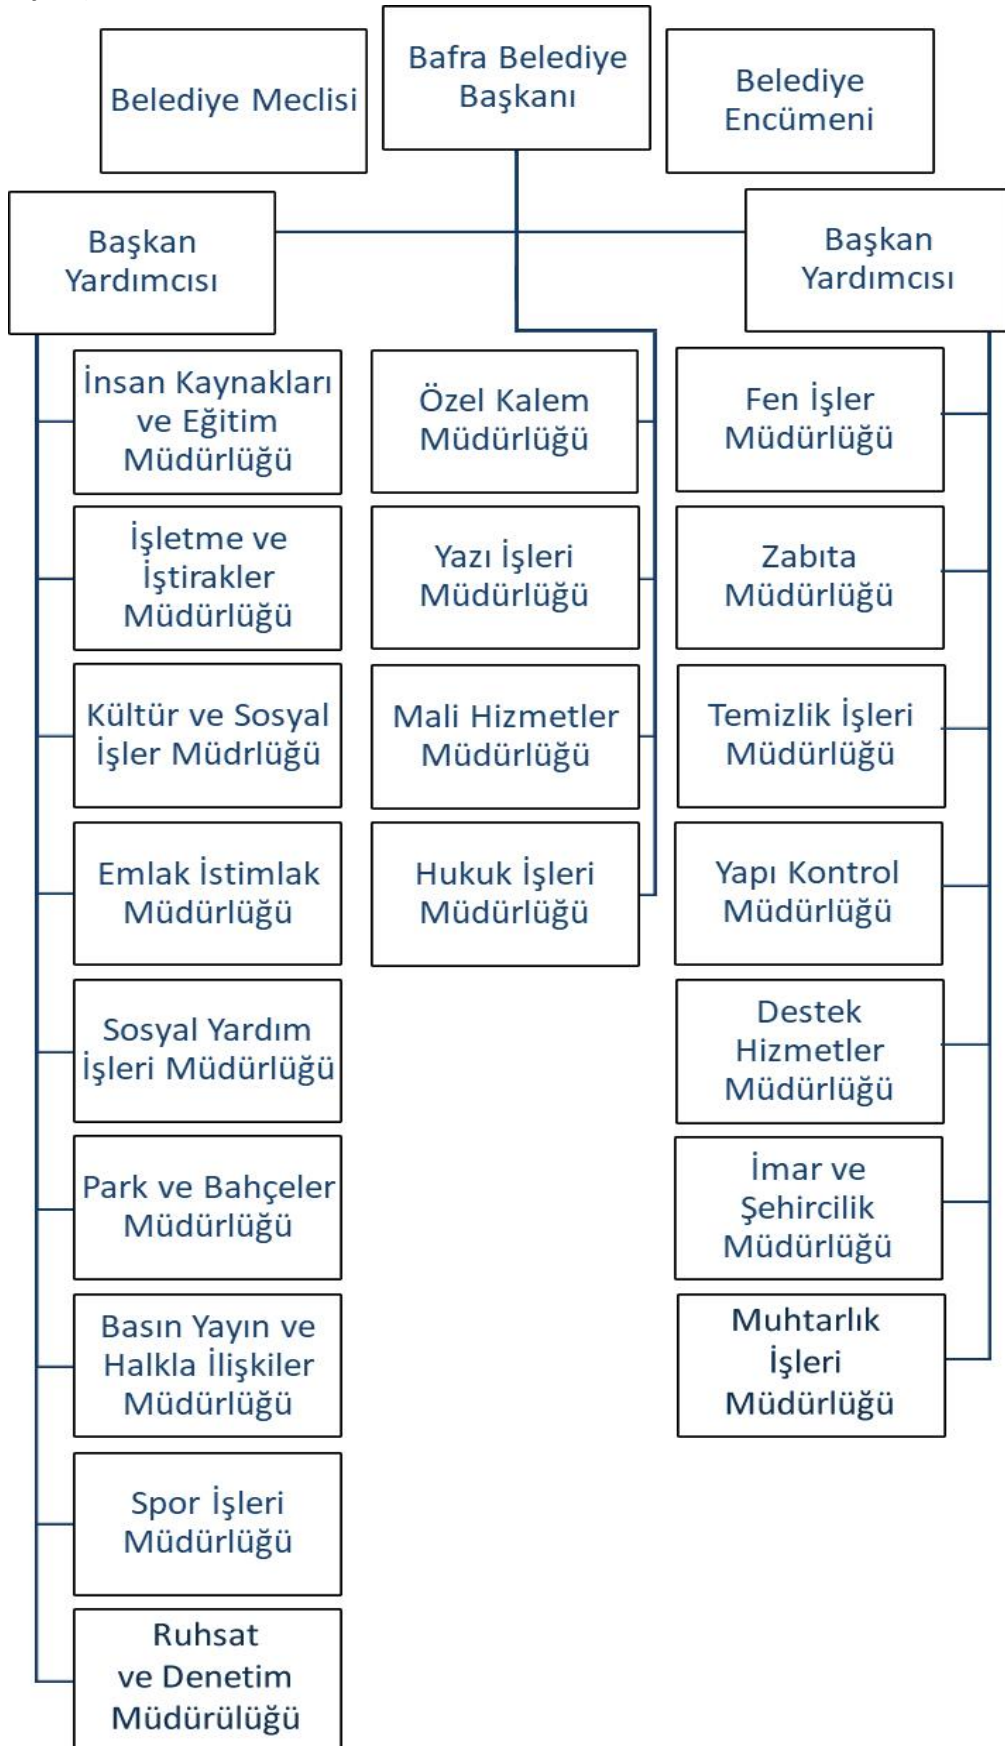 Belediye Meclisi
Bafra Belediye
Başkanı
Belediye
Encümeni
Başkan
Yardımcısı
Başkan
Yardımcısı
İnsan Kaynakları
ve Eğitim
Müdürlüğü
İşletme ve
İştirakler
Müdürlüğü
Kültür ve Sosyal
İşler Müdrlüğü
Emlak İstimlak
Müdürlüğü
Sosyal Yardım
İşleri Müdürlüğü
Park ve Bahçeler
Müdürlüğü
Basın Yayın ve
Halkla İlişkiler
Müdürlüğü
Spor İşleri
Müdürlüğü
Ruhsat
ve Denetim
Müdürülüğü
Özel Kalem
Müdürlüğü
Yazı İşleri
Müdürlüğü
Mali Hizmetler
Müdürlüğü
Hukuk İşleri
Müdürlüğü
Fen İşler
Müdürlüğü
Zabıta
Müdürlüğü
Temizlik İşleri
Müdürlüğü
Yapı Kontrol
Müdürlüğü
Destek
Hizmetler
Müdürlüğü
İmar ve
Şehircilik
Müdürlüğü
Muhtarlık
İşleri
Müdürlüğü